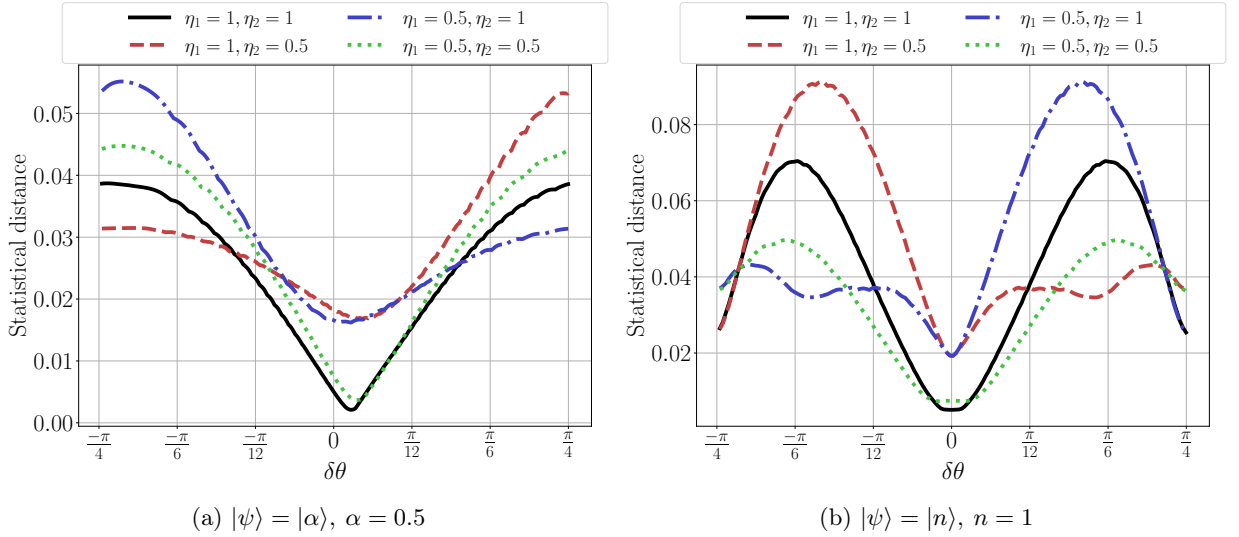 η₁ = 1, η₂ = 1
η₁ = 0.5, η₂ = 1
η₁ = 1, η₂ = 0.5
η₁ = 0.5, η₂ = 0.5
Statistical distance
0.05
0.04
0.03
0.02
0.01
0.00
−π/4
−π/6
−π/12
0
π/12
π/6
π/4
δθ
(a) |ψ⟩ = |α⟩, α = 0.5
η₁ = 1, η₂ = 1
η₁ = 0.5, η₂ = 1
η₁ = 1, η₂ = 0.5
η₁ = 0.5, η₂ = 0.5
Statistical distance
0.08
0.06
0.04
0.02
−π/4
−π/6
−π/12
0
π/12
π/6
π/4
δθ
(b) |ψ⟩ = |n⟩, n = 1